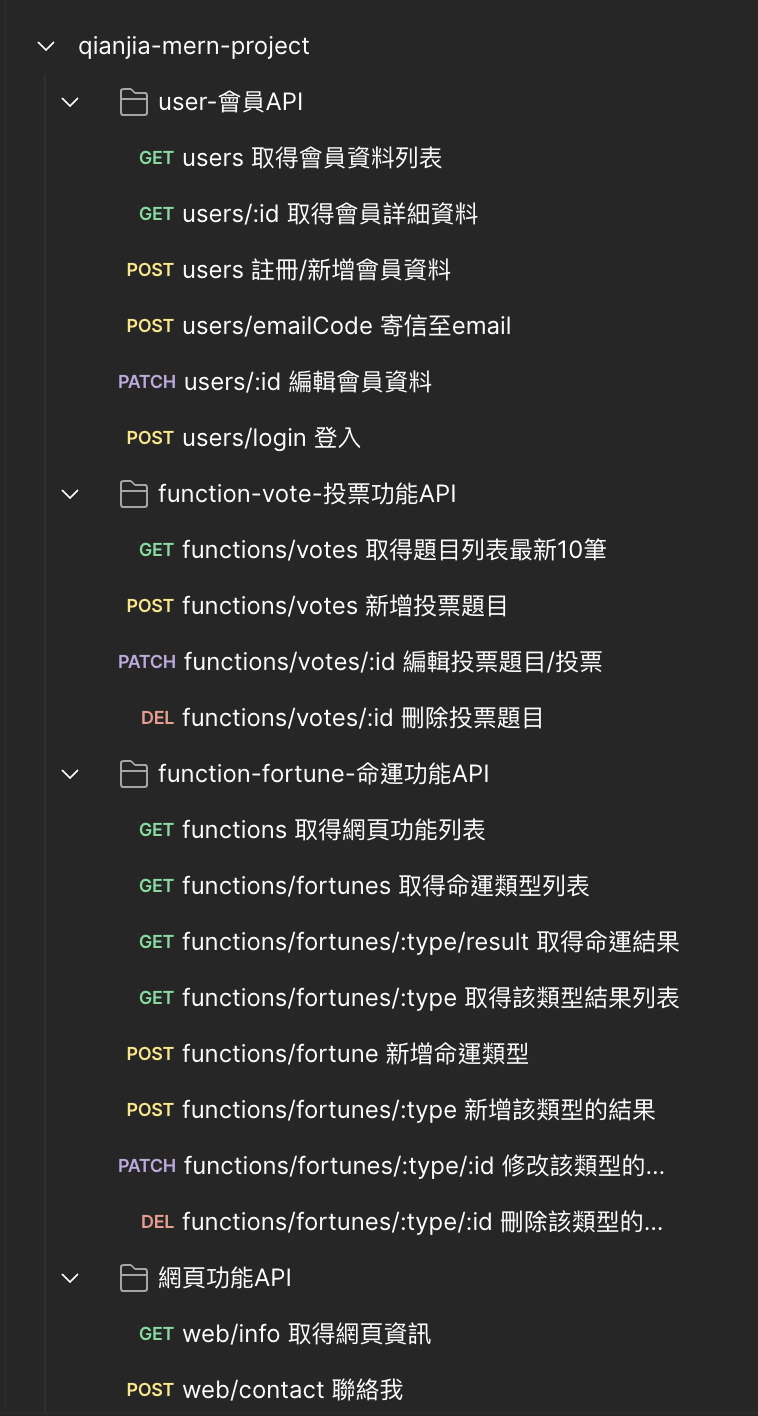 qianjia-mern-project
user-會員API
GET users 取得會員資料列表
GET users/:id 取得會員詳細資料
POST users 註冊/新增會員資料
POST users/emailCode 寄信至email
PATCH users/:id 編輯會員資料
POST users/login 登入
function-vote-投票功能API
GET functions/votes 取得題目列表最新10筆
POST functions/votes 新增投票題目
PATCH functions/votes/:id 編輯投票題目/投票
DEL functions/votes/:id 刪除投票題目
function-fortune-命運功能API
GET functions 取得網頁功能列表
GET functions/fortunes 取得命運類型列表
GET functions/fortunes/:type/result 取得命運結果
GET functions/fortunes/:type 取得該類型結果列表
POST functions/fortune 新增命運類型
POST functions/fortunes/:type 新增該類型的結果
PATCH functions/fortunes/:type/:id 修改該類型的...
DEL functions/fortunes/:type/:id 刪除該類型的...
網頁功能API
GET web/info 取得網頁資訊
POST web/contact 聯絡我